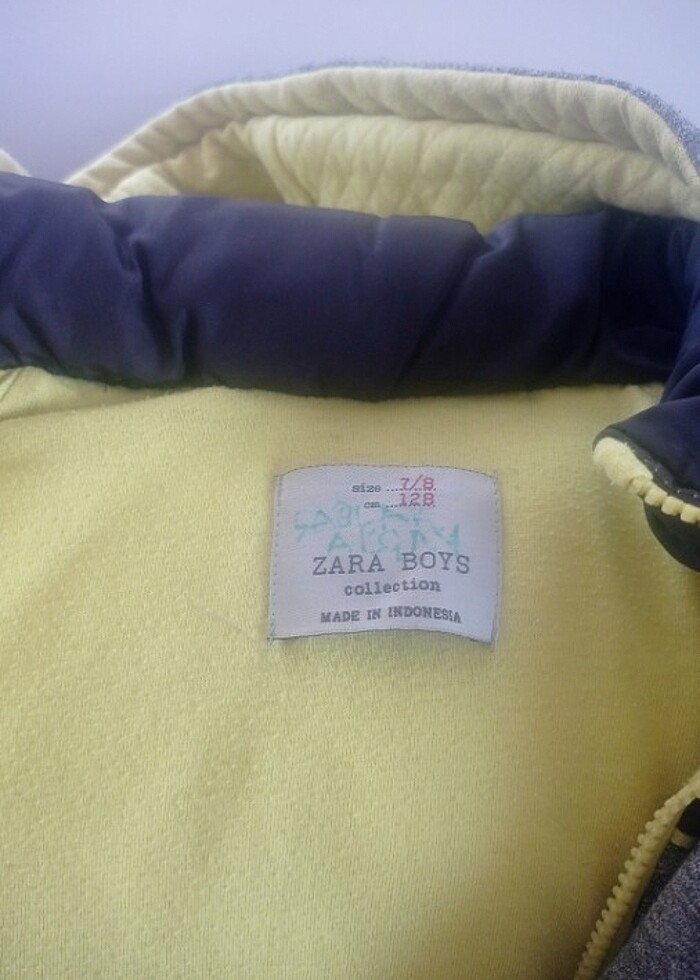 size ...7/8
cm ...128
ZARA BOYS
collection
MADE IN INDONESIA